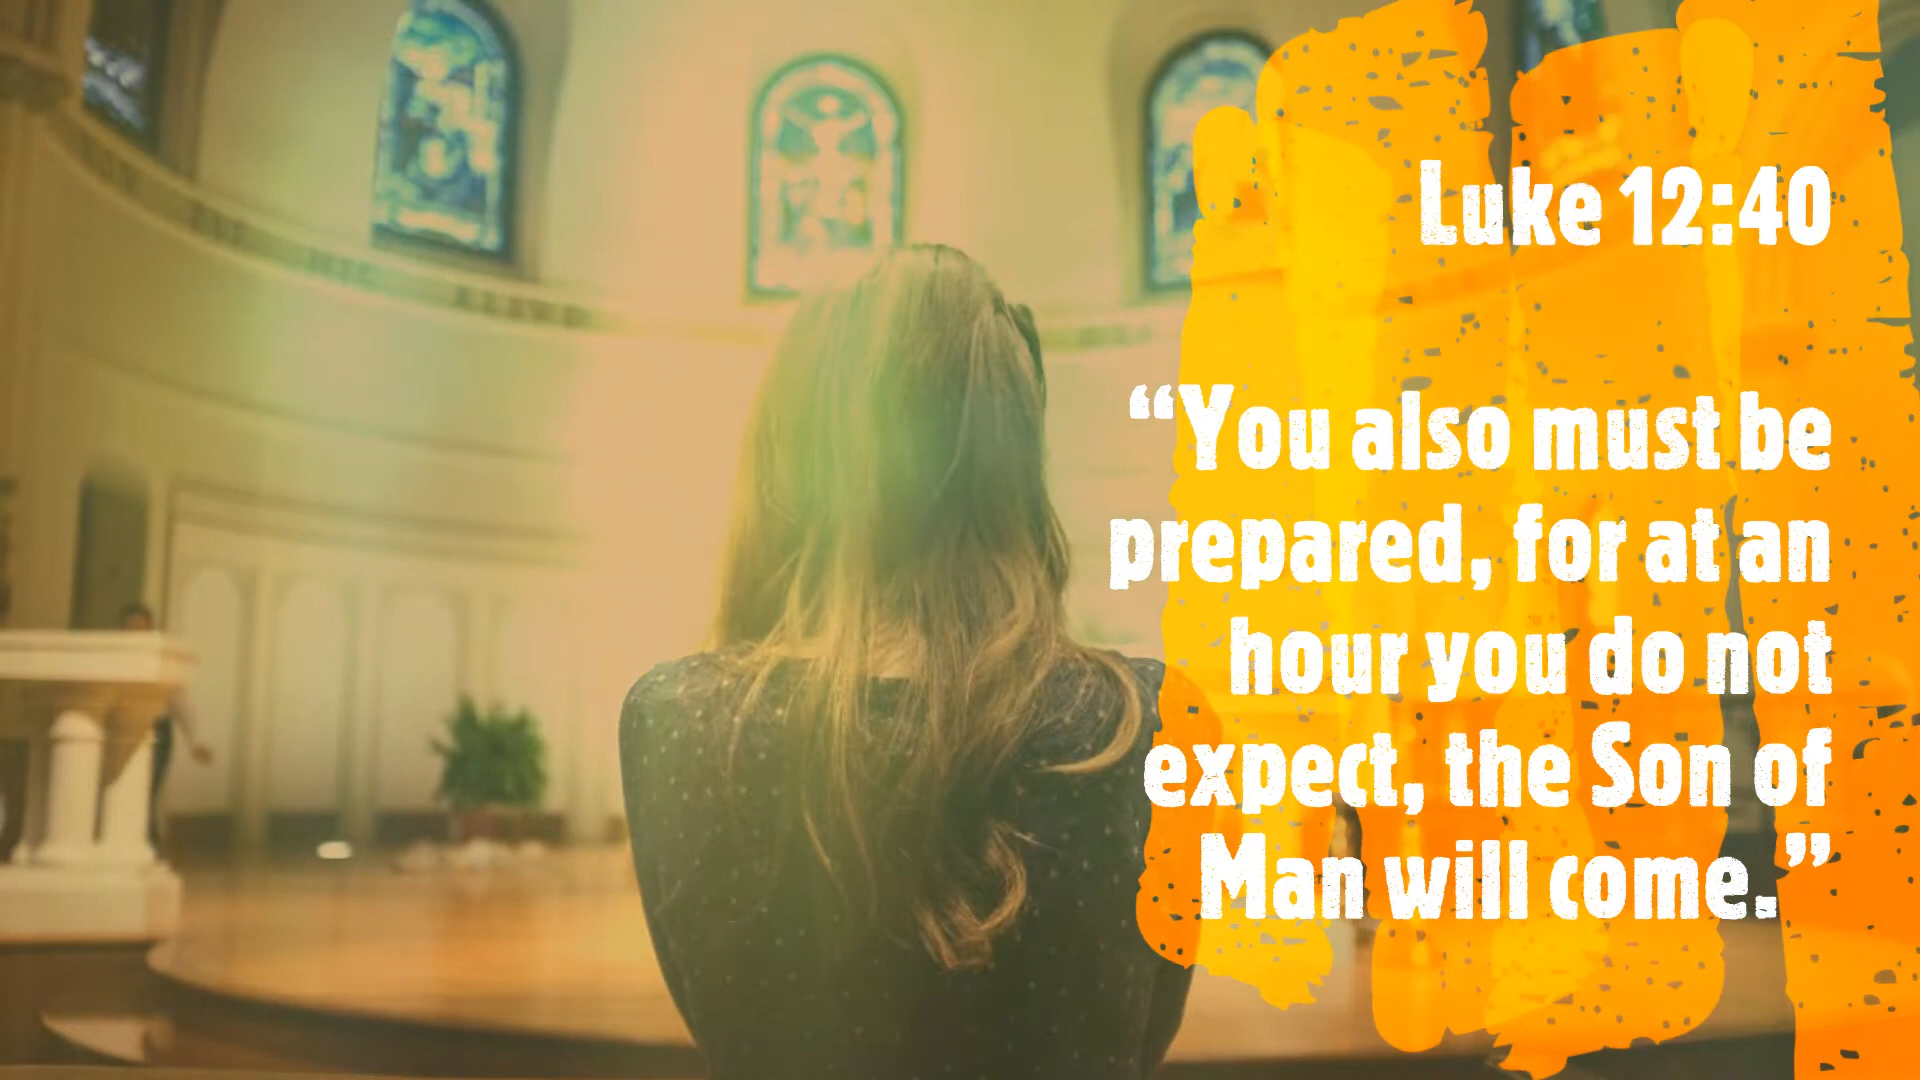 Luke 12:40
“You also must be
prepared, for at an
hour you do not
expect, the Son of
Man will come.”